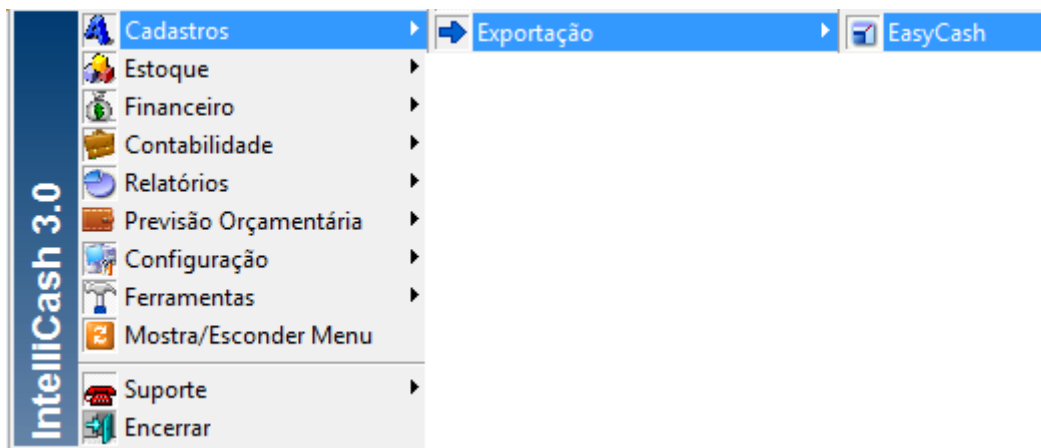 IntelliCash 3.0
Cadastros
Exportação
EasyCash
Estoque
Financeiro
Contabilidade
Relatórios
Previsão Orçamentária
Configuração
Ferramentas
Mostra/Esconder Menu
Suporte
Encerrar